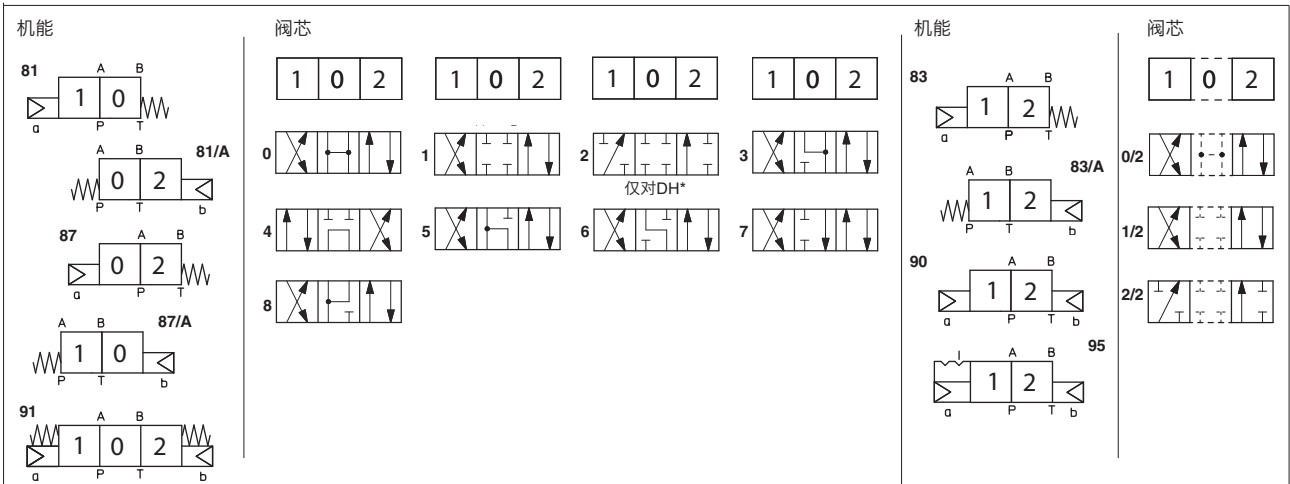 机能
阀芯
机能
阀芯
81
A B
1 0
a P T
A B
81/A
0 2
P T b
87
A B
0 2
a P T
A B
87/A
1 0
P T b
91
A B
1 0 2
a P T b
1 0 2
1 0 2
1 0 2
1 0 2
0
1
2
3
仅对DH*
4
5
6
7
8
83
A B
1 2
P T
a
83/A
A B
1 2
P T b
90
A B
1 2
a P T b
95
A B
1 2
a P T b
1 0 2
0/2
1/2
2/2